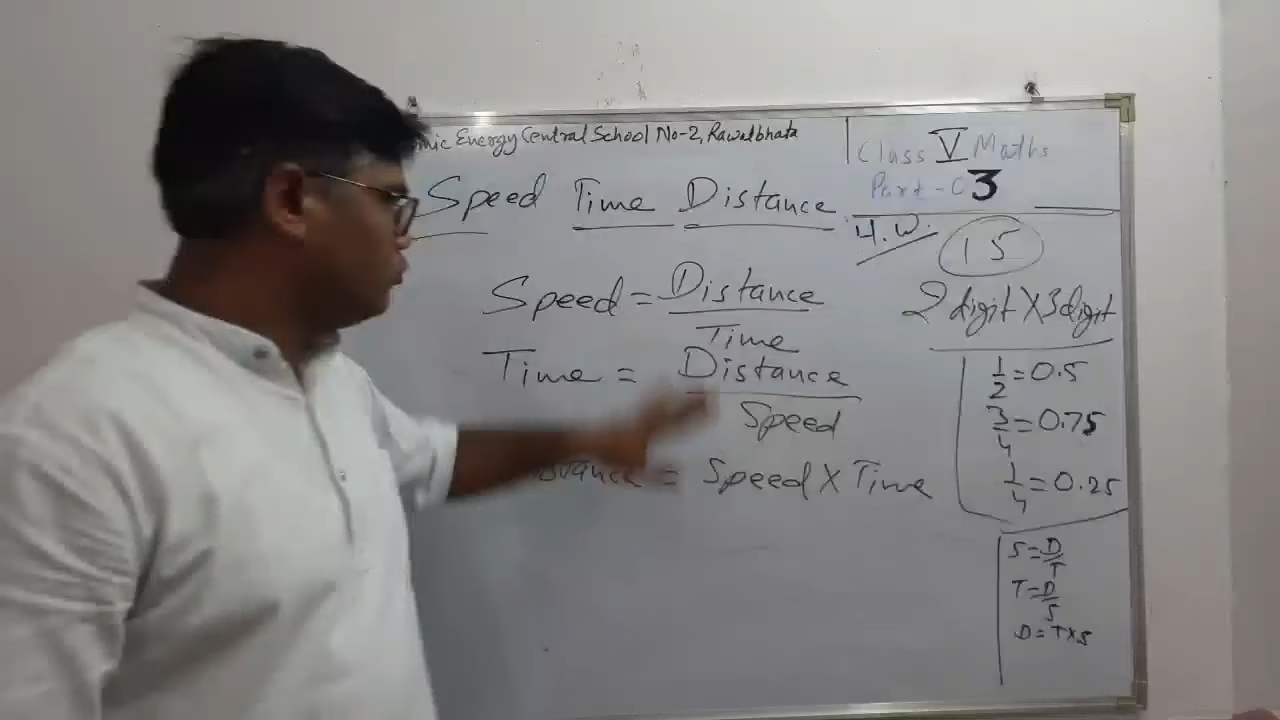 Energy Central School No-2, Rawatbhata
Class V Maths
Part-03
Speed Time Distance
H.W.
15
2 digit X 3 digit
Speed = Distance / Time
Time = Distance / Speed
= Speed X Time
1/2 = 0.5
3/4 = 0.75
1/4 = 0.25
S = D/T
T = D/S
D = T x S